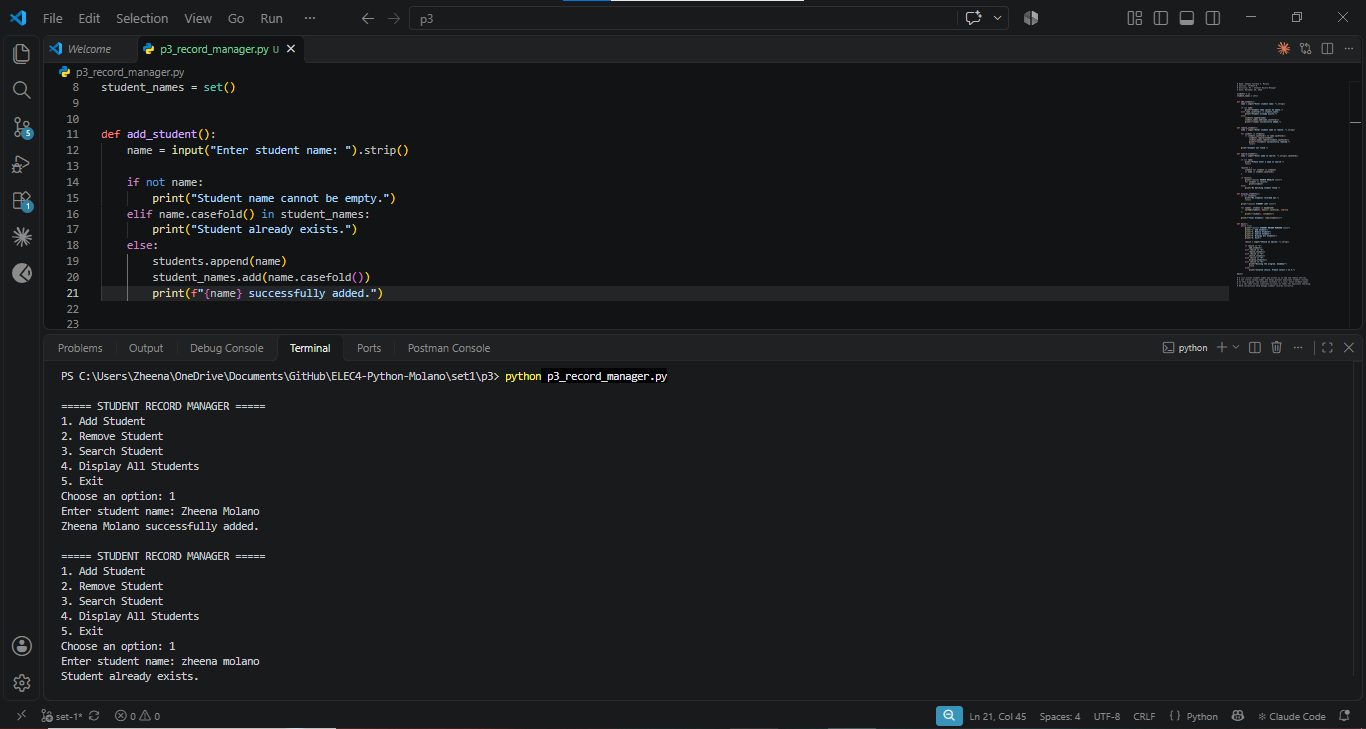 File Edit Selection View Go Run ··· p3
Welcome p3_record_manager.py U
p3_record_manager.py
8 student_names = set()
9
10
11 def add_student():
12 name = input("Enter student name: ").strip()
13
14 if not name:
15 print("Student name cannot be empty.")
16 elif name.casefold() in student_names:
17 print("Student already exists.")
18 else:
19 students.append(name)
20 student_names.add(name.casefold())
21 print(f"{name} successfully added.")
22
23
5
1
Problems Output Debug Console Terminal Ports Postman Console python
PS C:\Users\Zheena\OneDrive\Documents\GitHub\ELEC4-Python-Molano\set1\p3> python p3_record_manager.py
===== STUDENT RECORD MANAGER =====
1. Add Student
2. Remove Student
3. Search Student
4. Display All Students
5. Exit
Choose an option: 1
Enter student name: Zheena Molano
Zheena Molano successfully added.
===== STUDENT RECORD MANAGER =====
1. Add Student
2. Remove Student
3. Search Student
4. Display All Students
5. Exit
Choose an option: 1
Enter student name: zheena molano
Student already exists.
set-1* 0 0 Ln 21, Col 45 Spaces: 4 UTF-8 CRLF { } Python Claude Code